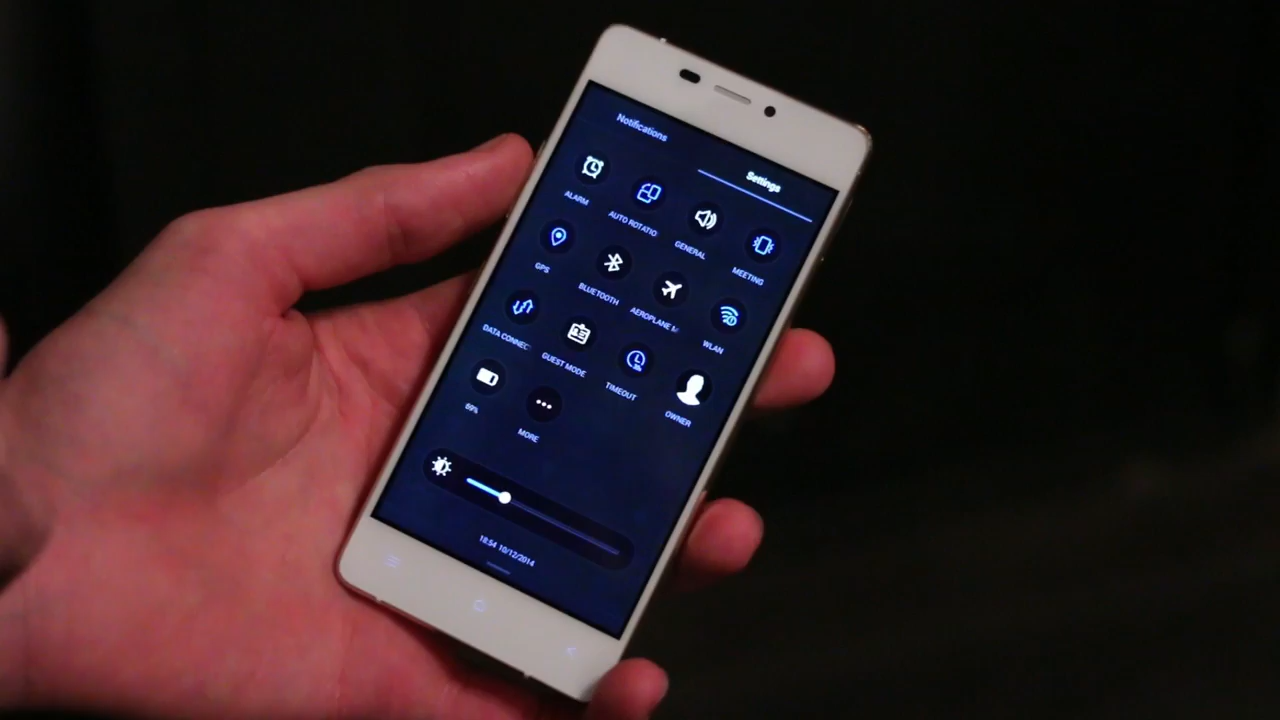 Notifications
Settings
ALARM
AUTO ROTATIO
GENERAL
MEETING
GPS
BLUETOOTH
AEROPLANE M
WLAN
DATA CONNEC
GUEST MODE
TIMEOUT
OWNER
59%
MORE
18:54 10/12/2014